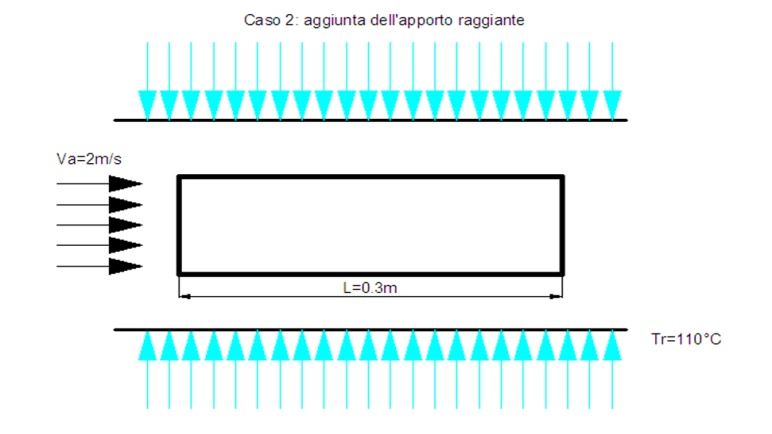 Caso 2: aggiunta dell'apporto raggiante
Va=2m/s
L=0.3m
Tr=110°C